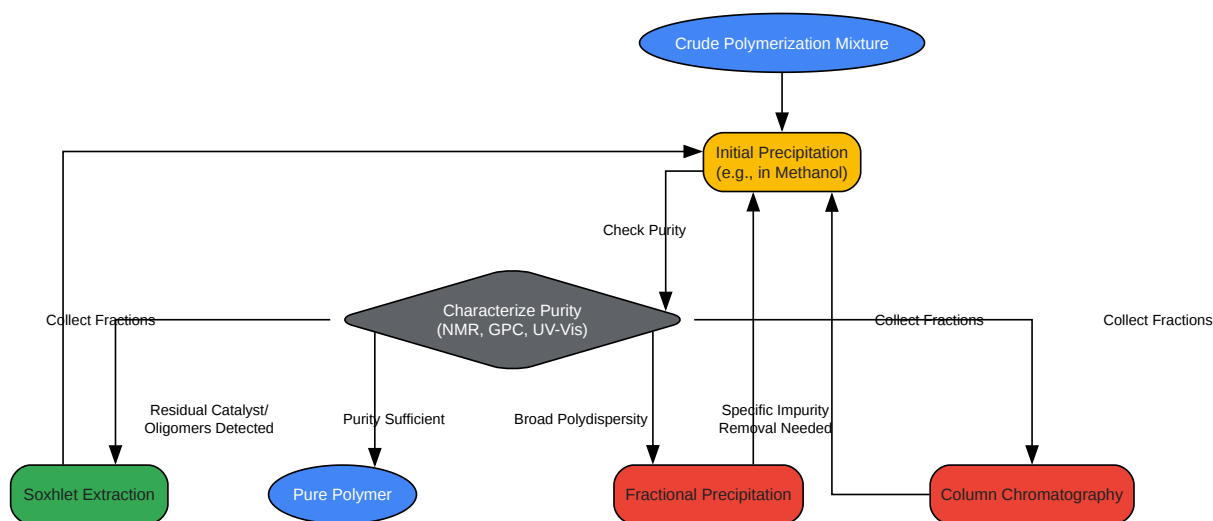 Crude Polymerization Mixture
Initial Precipitation
(e.g., in Methanol)
Check Purity
Characterize Purity
(NMR, GPC, UV-Vis)
Collect Fractions
Collect Fractions
Collect Fractions
Residual Catalyst/
Oligomers Detected
Purity Sufficient
Broad Polydispersity
Specific Impurity
Removal Needed
Soxhlet Extraction
Pure Polymer
Fractional Precipitation
Column Chromatography